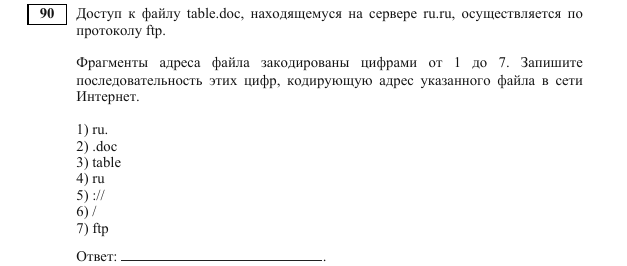 90 Доступ к файлу table.doc, находящемуся на сервере ru.ru, осуществляется по
протоколу ftp.
Фрагменты адреса файла закодированы цифрами от 1 до 7. Запишите
последовательность этих цифр, кодирующую адрес указанного файла в сети
Интернет.
1) ru.
2) .doc
3) table
4) ru
5) ://
6) /
7) ftp
Ответ: ____________________________.